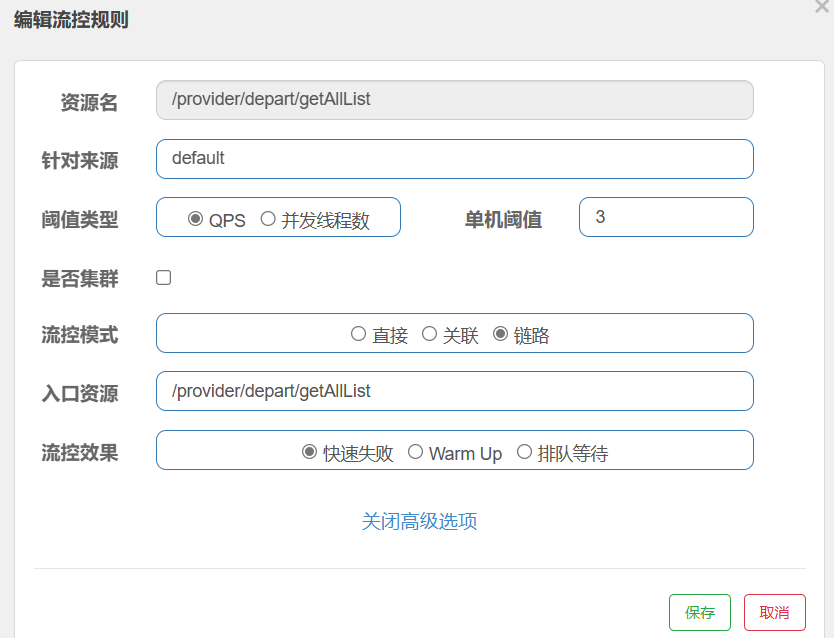 编辑流控规则
资源名 /provider/depart/getAllList
针对来源 default
阈值类型 QPS 并发线程数 单机阈值 3
是否集群
流控模式 直接 关联 链路
入口资源 /provider/depart/getAllList
流控效果 快速失败 Warm Up 排队等待
关闭高级选项
保存 取消